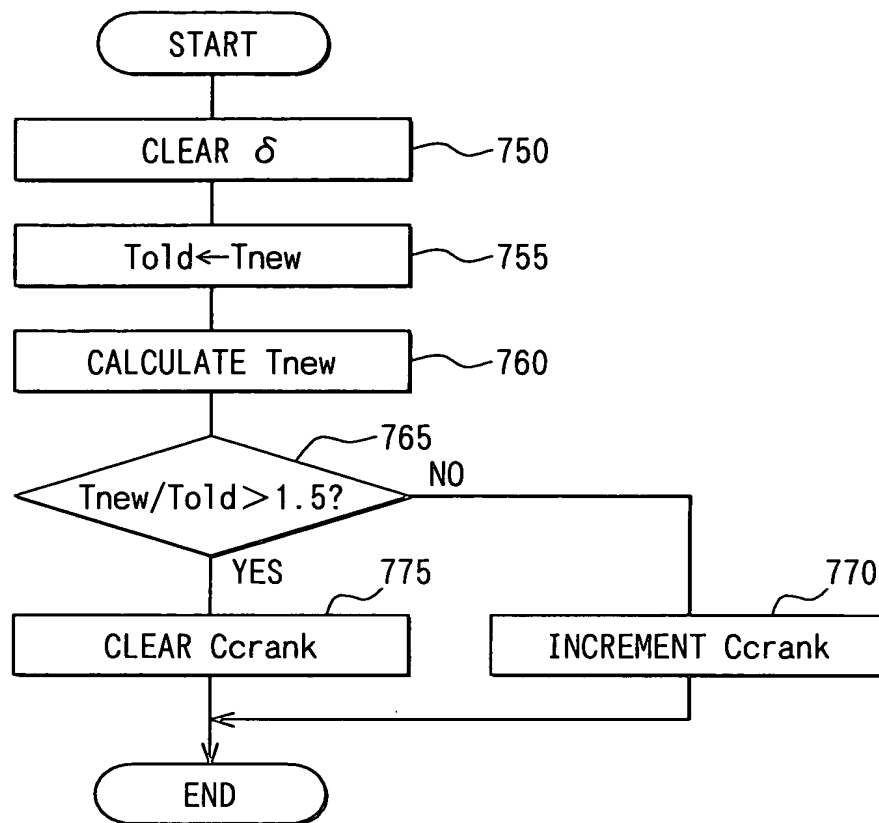 START
CLEAR δ
750
Told←Tnew
755
CALCULATE Tnew
760
765
Tnew/Told>1.5?
NO
YES
775
770
CLEAR Ccrank
INCREMENT Ccrank
END